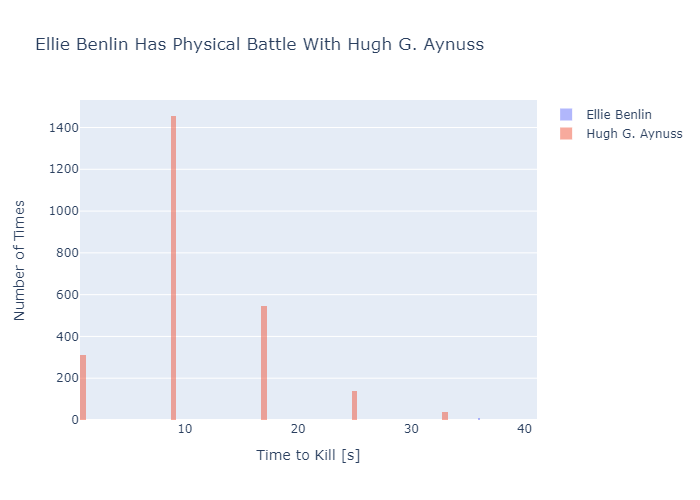 Ellie Benlin Has Physical Battle With Hugh G. Aynuss
Ellie Benlin
Hugh G. Aynuss
1400
1200
1000
800
600
400
200
0
Number of Times
10 20 30 40
Time to Kill [s]